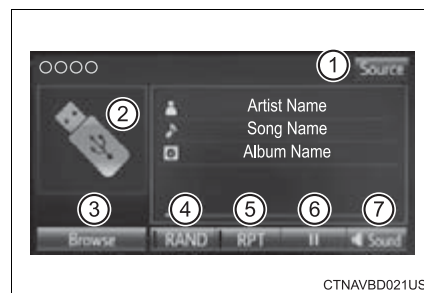 ○○○○
1
Source
2
Artist Name
Song Name
Album Name
3
4
5
6
7
Browse
RAND
RPT
II
Sound
CTNAVBD021US